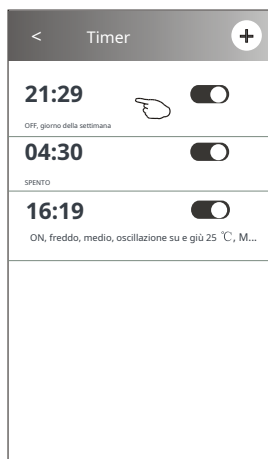 < Timer +
21:29
OFF, giorno della settimana
04:30
SPENTO
16:19
ON, freddo, medio, oscillazione su e giù 25 ℃, M...